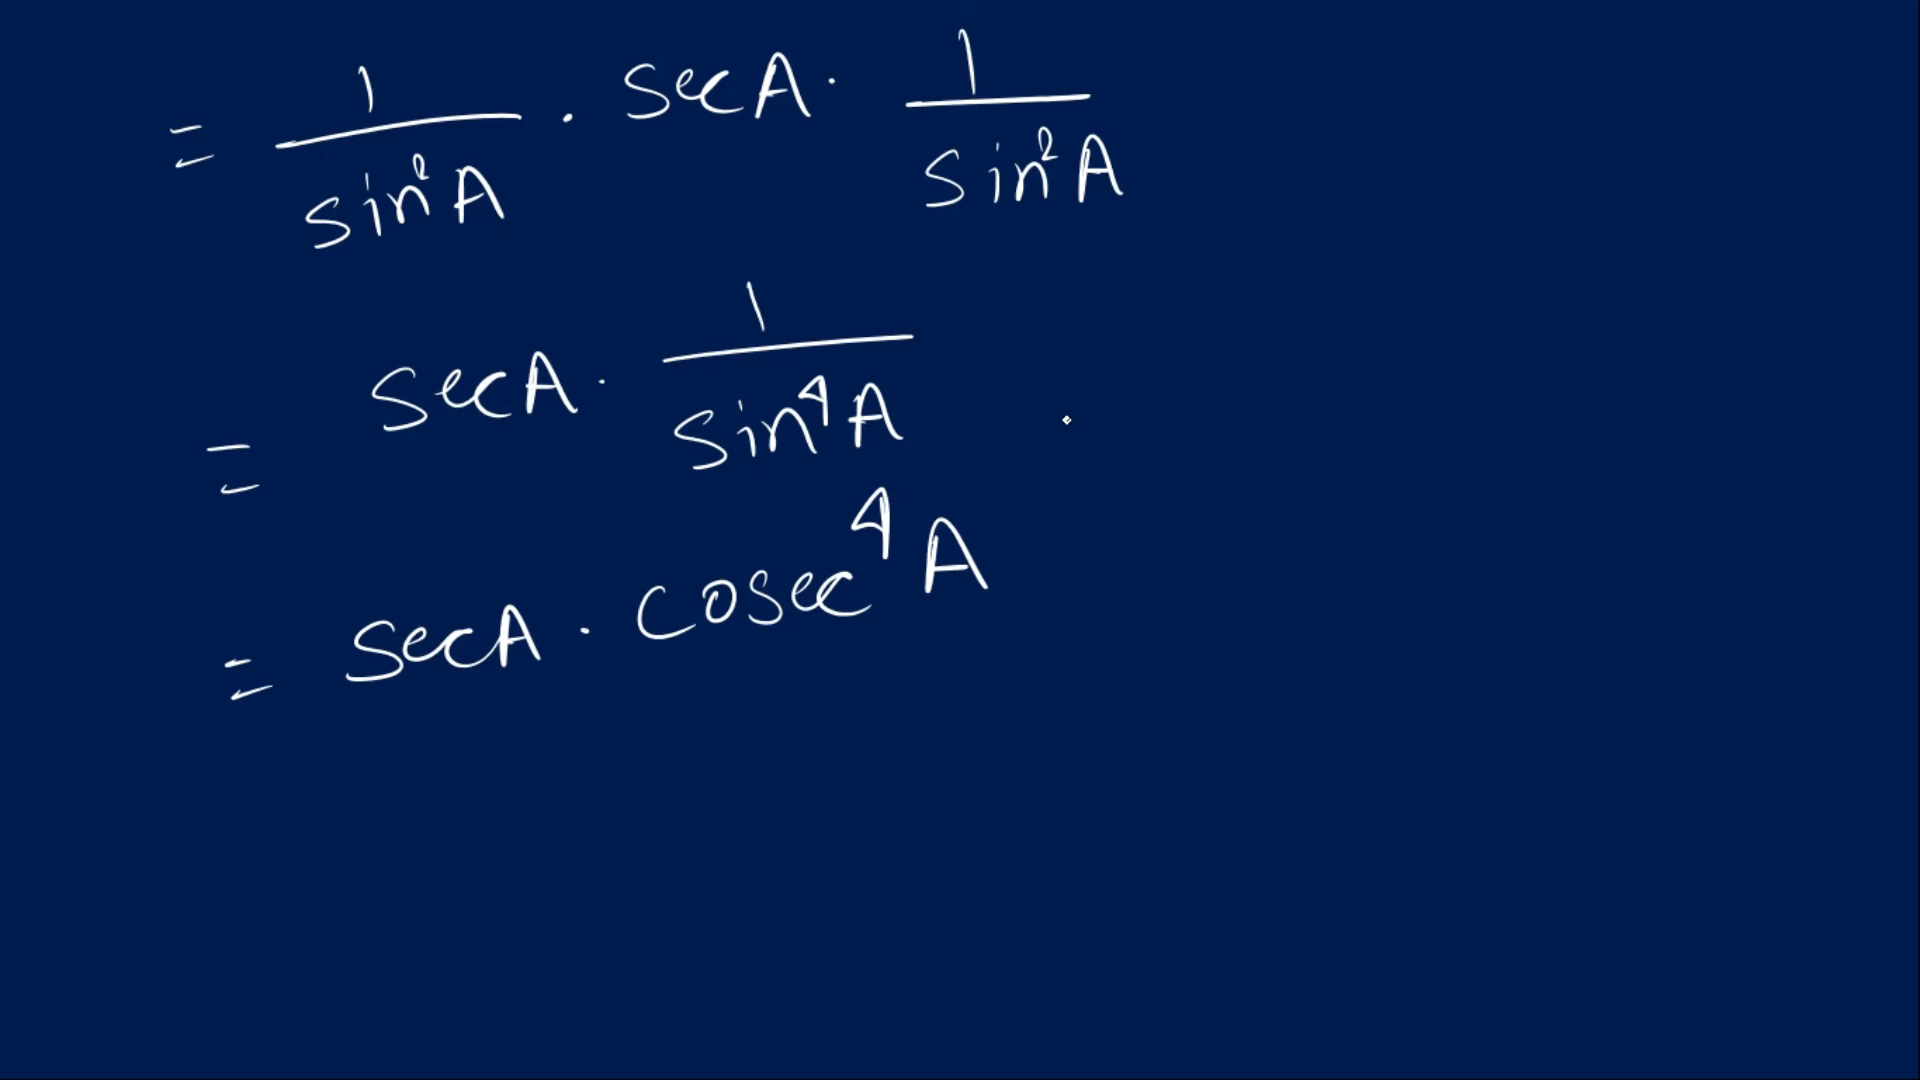 = 1/sin²A . secA . 1/sin²A
= secA . 1/sin⁴A
= secA . cosec⁴A